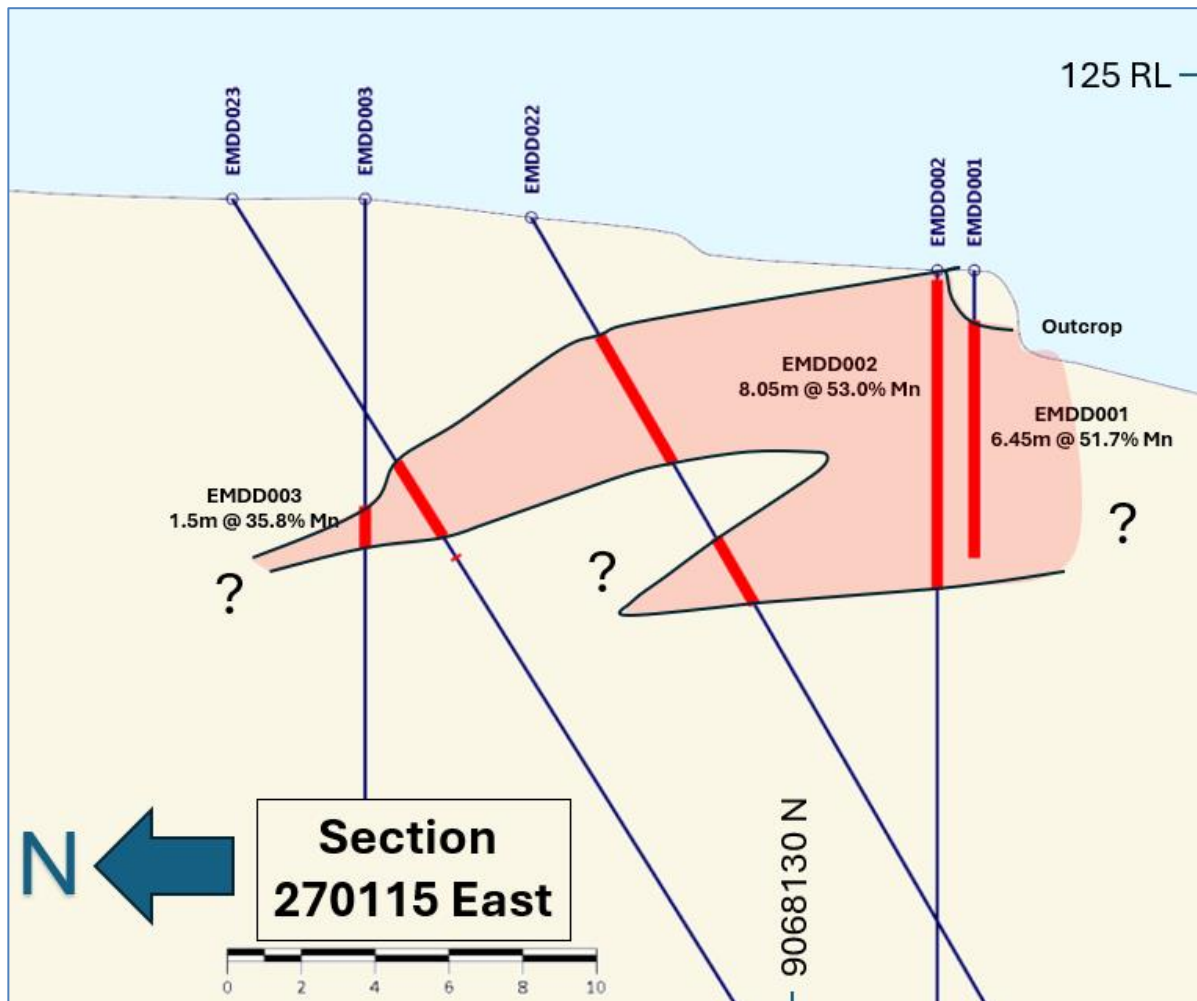 125 RL
EMDD023
EMDD003
EMDD022
EMDD002
EMDD001
Outcrop
EMDD002
8.05m @ 53.0% Mn
EMDD001
6.45m @ 51.7% Mn
EMDD003
1.5m @ 35.8% Mn
?
?
?
N
Section
270115 East
9068130 N
0 2 4 6 8 10